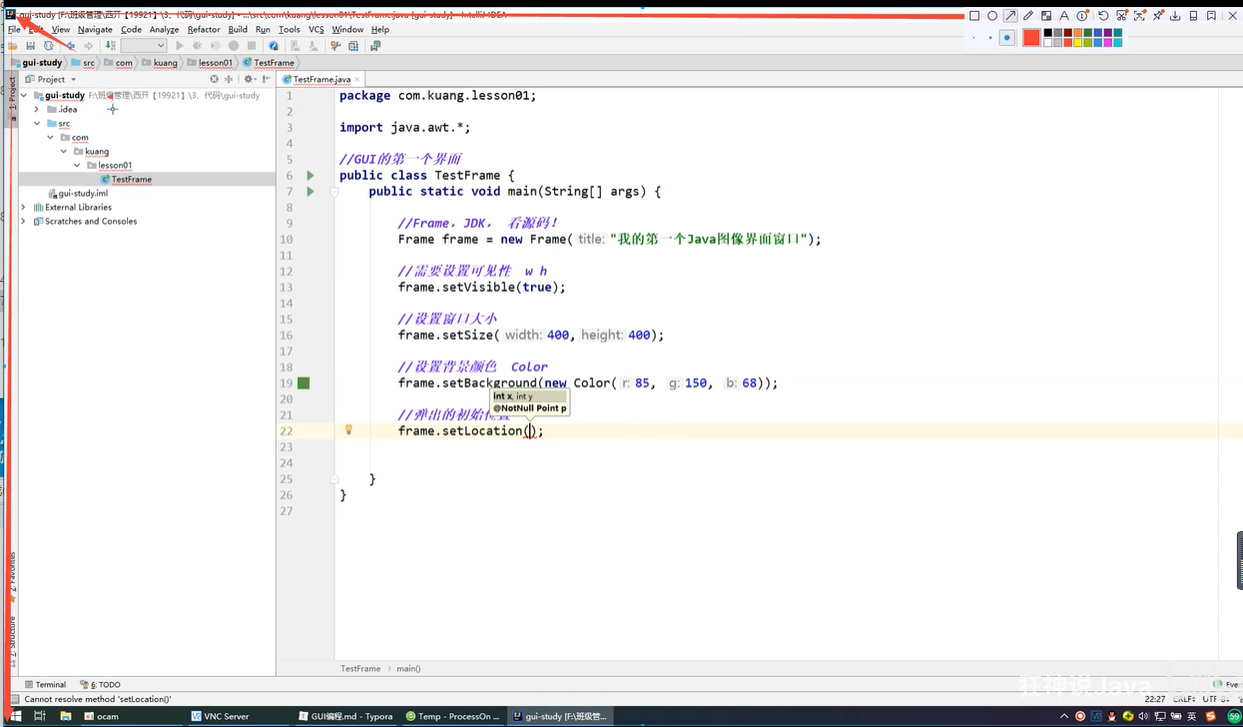 gui-study [F:\班级管理\西开【19921】\3、代码\gui-study] - ...\src\com\kuang\lesson01\TestFrame.java [gui-study] - IntelliJ IDEA
File Edit View Navigate Code Analyze Refactor Build Run Tools VCS Window Help
gui-study src com kuang lesson01 TestFrame
Project
TestFrame.java
1: Project
gui-study F:\班级管理\西开【19921】\3、代码\gui-study
.idea
src
com
kuang
lesson01
TestFrame
gui-study.iml
External Libraries
Scratches and Consoles
1 package com.kuang.lesson01;
2
3 import java.awt.*;
4
5 //GUI的第一个界面
6 public class TestFrame {
7 public static void main(String[] args) {
8
9 //Frame，JDK， 看源码！
10 Frame frame = new Frame( title: "我的第一个Java图像界面窗口");
11
12 //需要设置可见性 w h
13 frame.setVisible(true);
14
15 //设置窗口大小
16 frame.setSize( width: 400, height: 400);
17
18 //设置背景颜色 Color
19 frame.setBackground(new Color( r: 85, g: 150, b: 68));
20
int x, int y
@NotNull Point p
21 //弹出的初始位置
22 frame.setLocation();
23
24
25 }
26 }
27
2: Favorites
7: Structure
TestFrame main()
Terminal 6: TODO
Eve
狂神说Java
Cannot resolve method 'setLocation()'
22:27 CRLF UTF-8
ocam VNC Server GUI编程.md - Typora Temp - ProcessOn ... gui-study [F:\班级管...
英
59